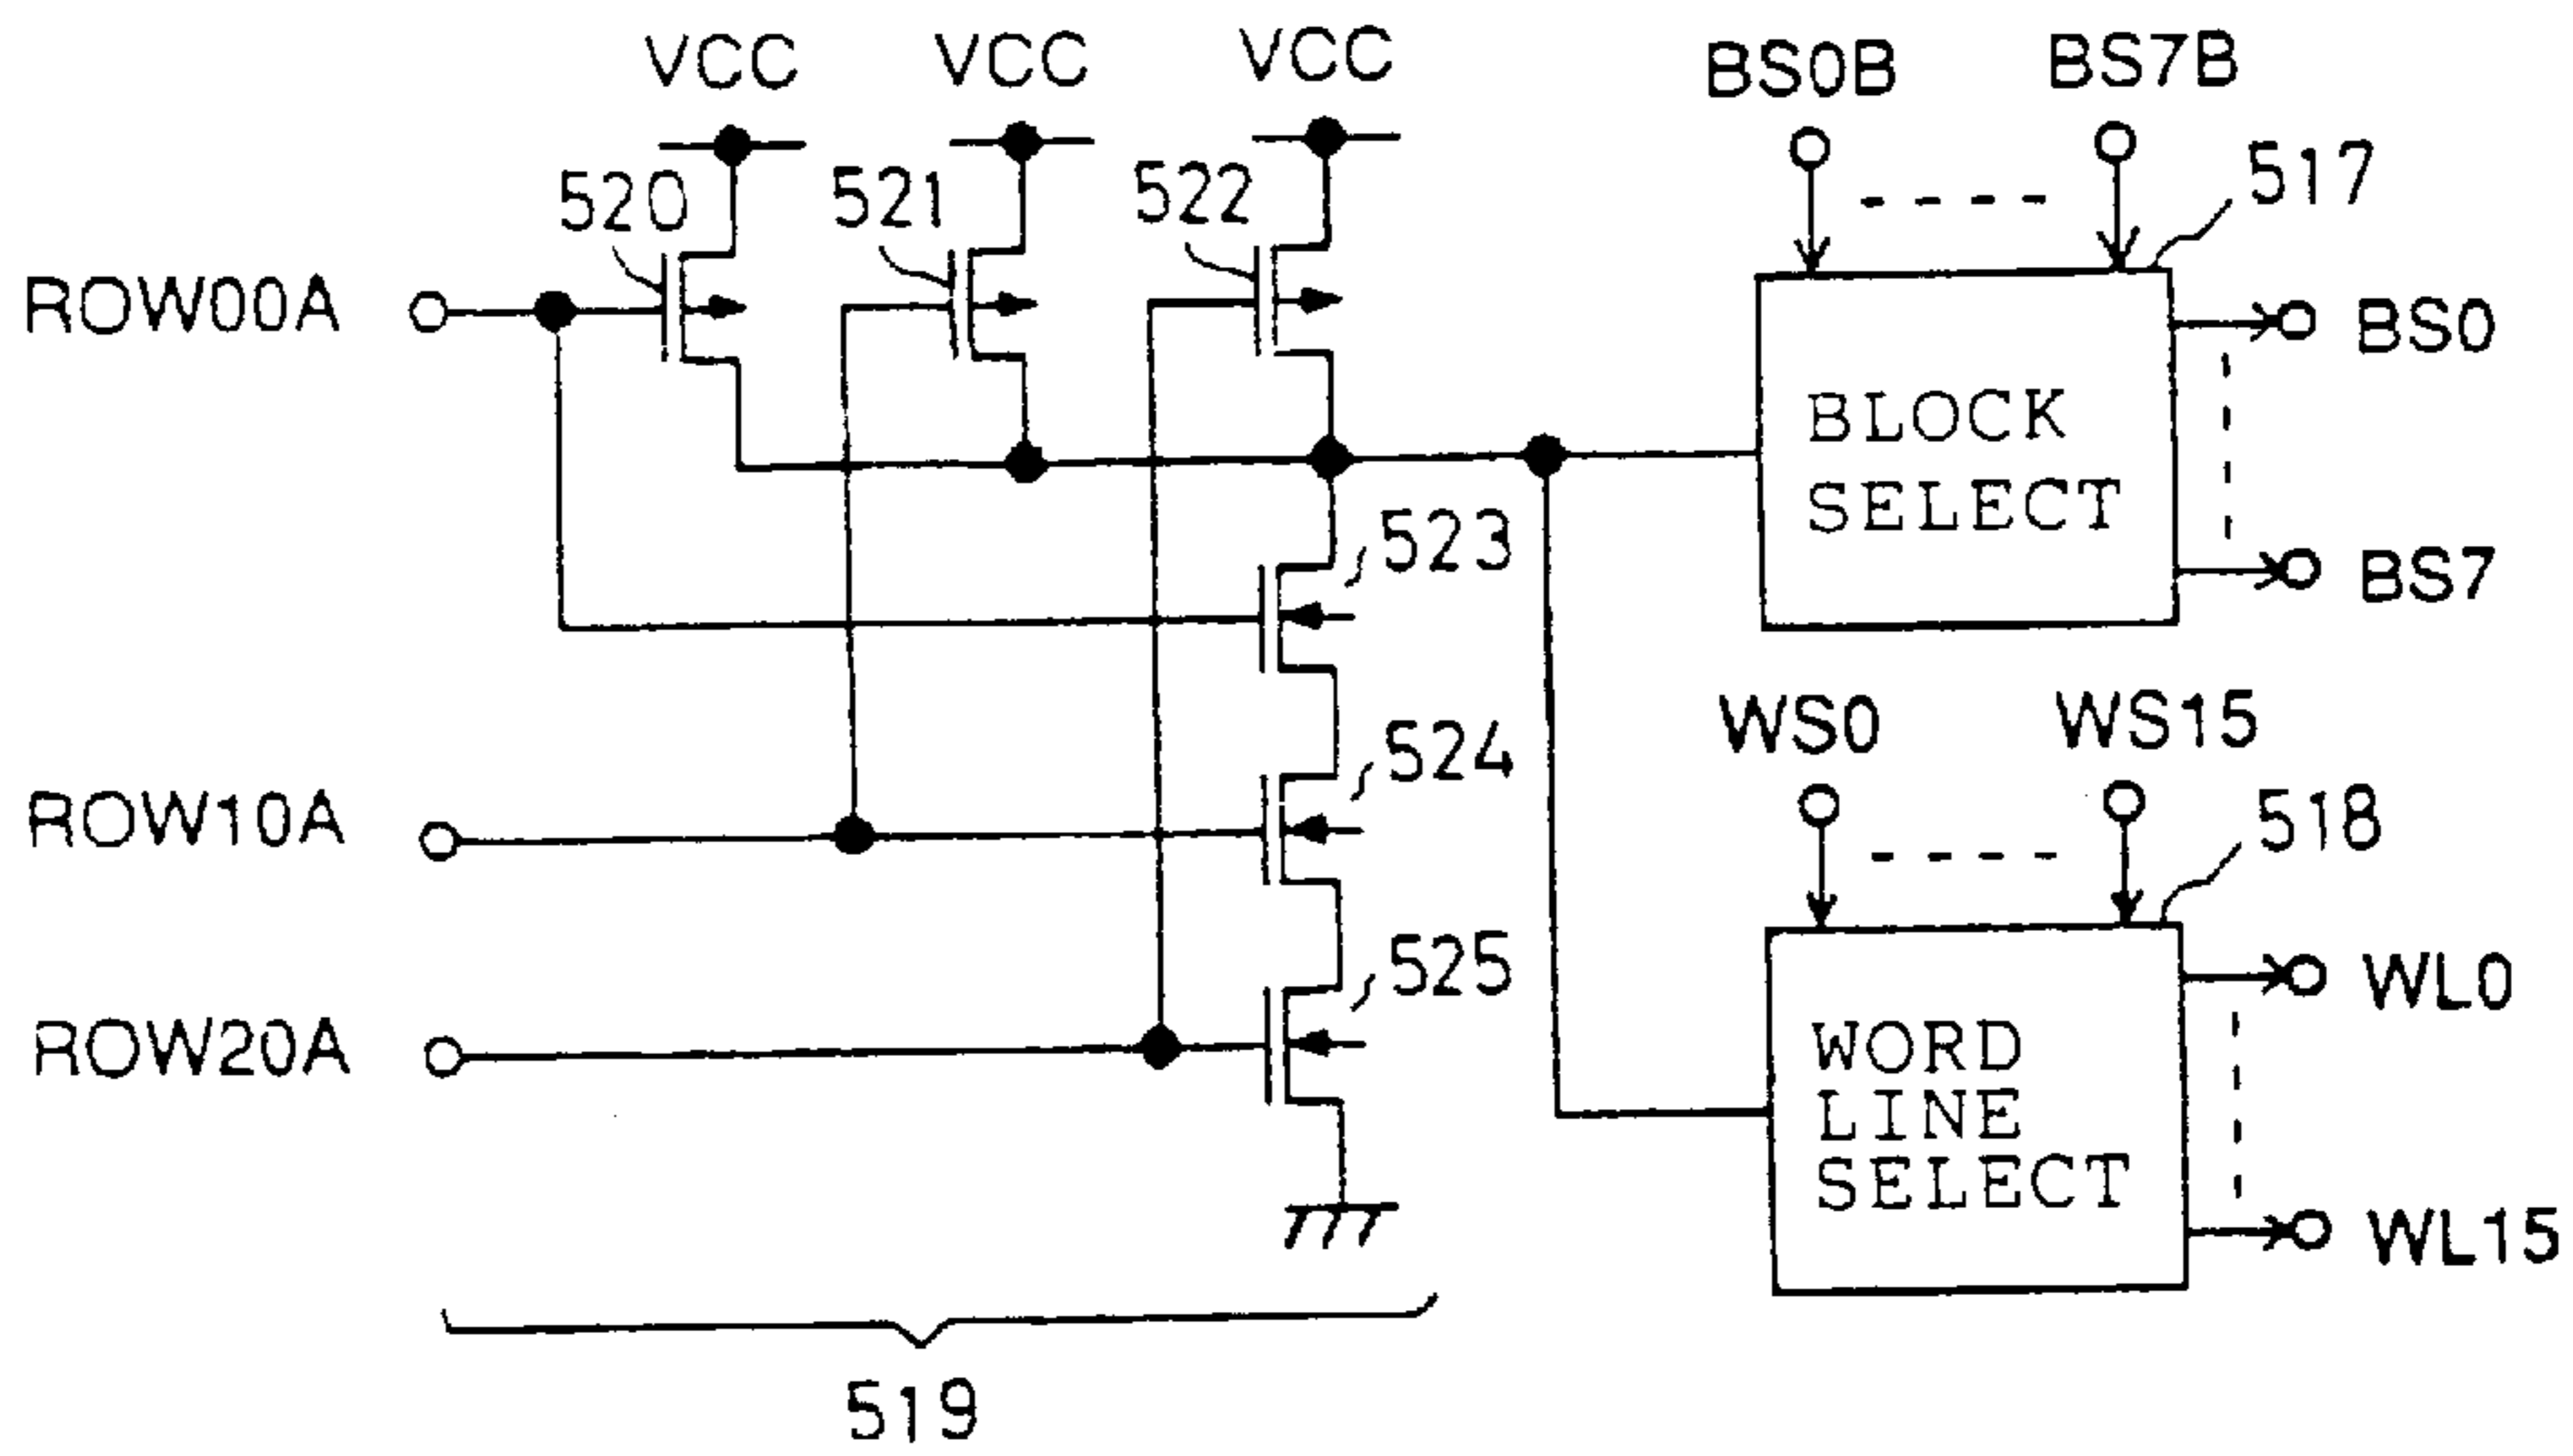 VCC VCC VCC
BS0B BS7B
520 521 522 517
ROW00A
BS0
BLOCK
SELECT
523
BS7
WS0 WS15
524
518
ROW10A
525
WL0
ROW20A
WORD
LINE
SELECT
WL15
519